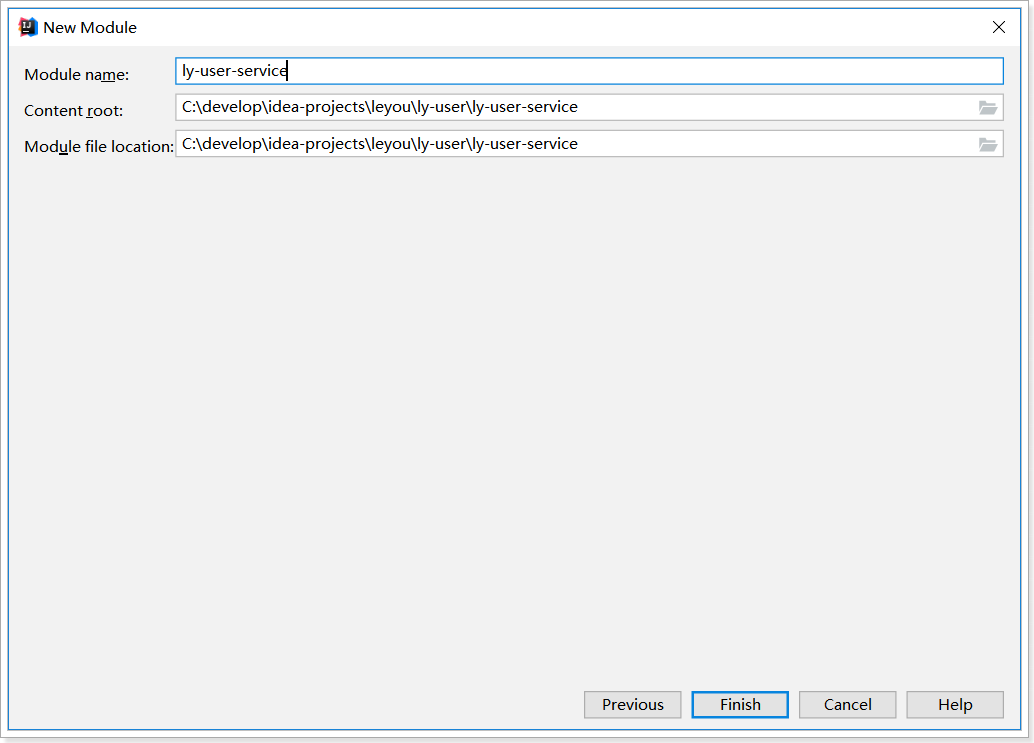 New Module
Module name: ly-user-service
Content root: C:\develop\idea-projects\leyou\ly-user\ly-user-service
Module file location: C:\develop\idea-projects\leyou\ly-user\ly-user-service
Previous Finish Cancel Help